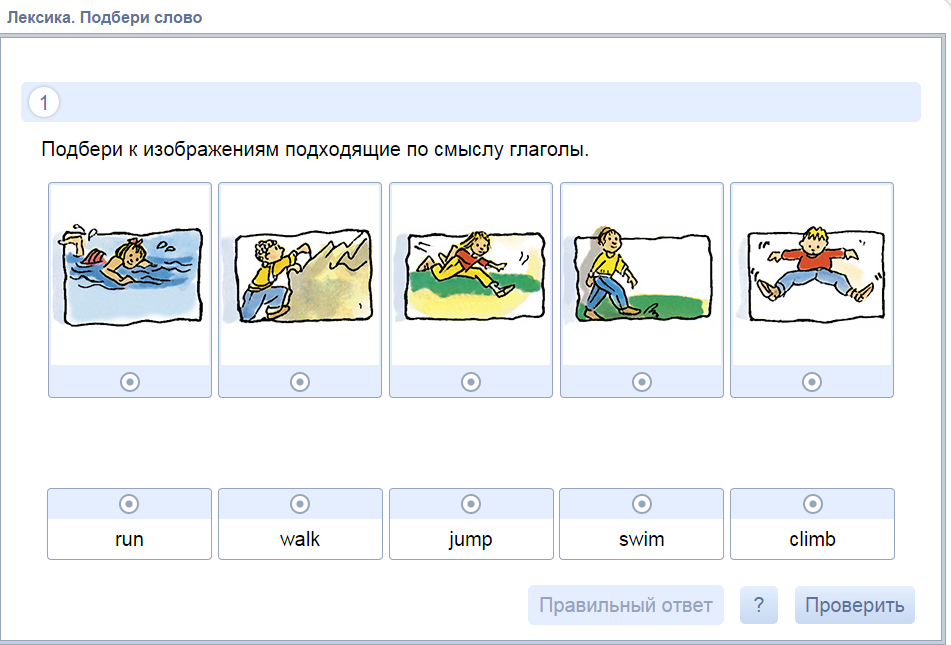 Лексика. Подбери слово
1
Подбери к изображениям подходящие по смыслу глаголы.
run walk jump swim climb
Правильный ответ ? Проверить